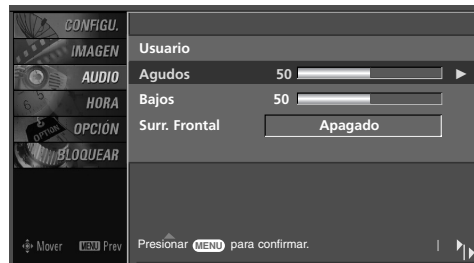 CONFIGU.
IMAGEN
AUDIO
HORA
OPCIÓN
BLOQUEAR
Mover MENU Prev
Usuario
Agudos 50
Bajos 50
Surr. Frontal Apagado
Presionar MENU para confirmar.